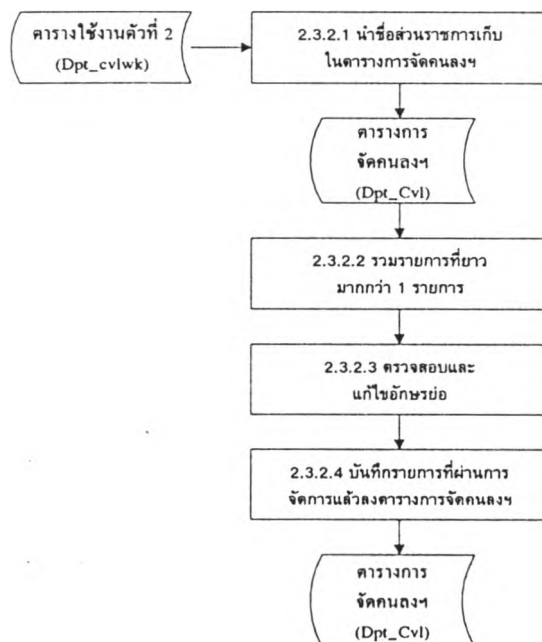 ตารางใช้งานตัวที่ 2
(Dpt_cvlwk)
2.3.2.1 นำชื่อส่วนราชการเก็บ
ในตารางการจัดคนลงฯ
ตารางการ
จัดคนลงฯ
(Dpt_Cvl)
2.3.2.2 รวมรายการที่ยาว
มากกว่า 1 รายการ
2.3.2.3 ตรวจสอบและ
แก้ไขอักษรย่อ
2.3.2.4 บันทึกรายการที่ผ่านการ
จัดการแล้วลงตารางการจัดคนลงฯ
ตารางการ
จัดคนลงฯ
(Dpt_Cvl)